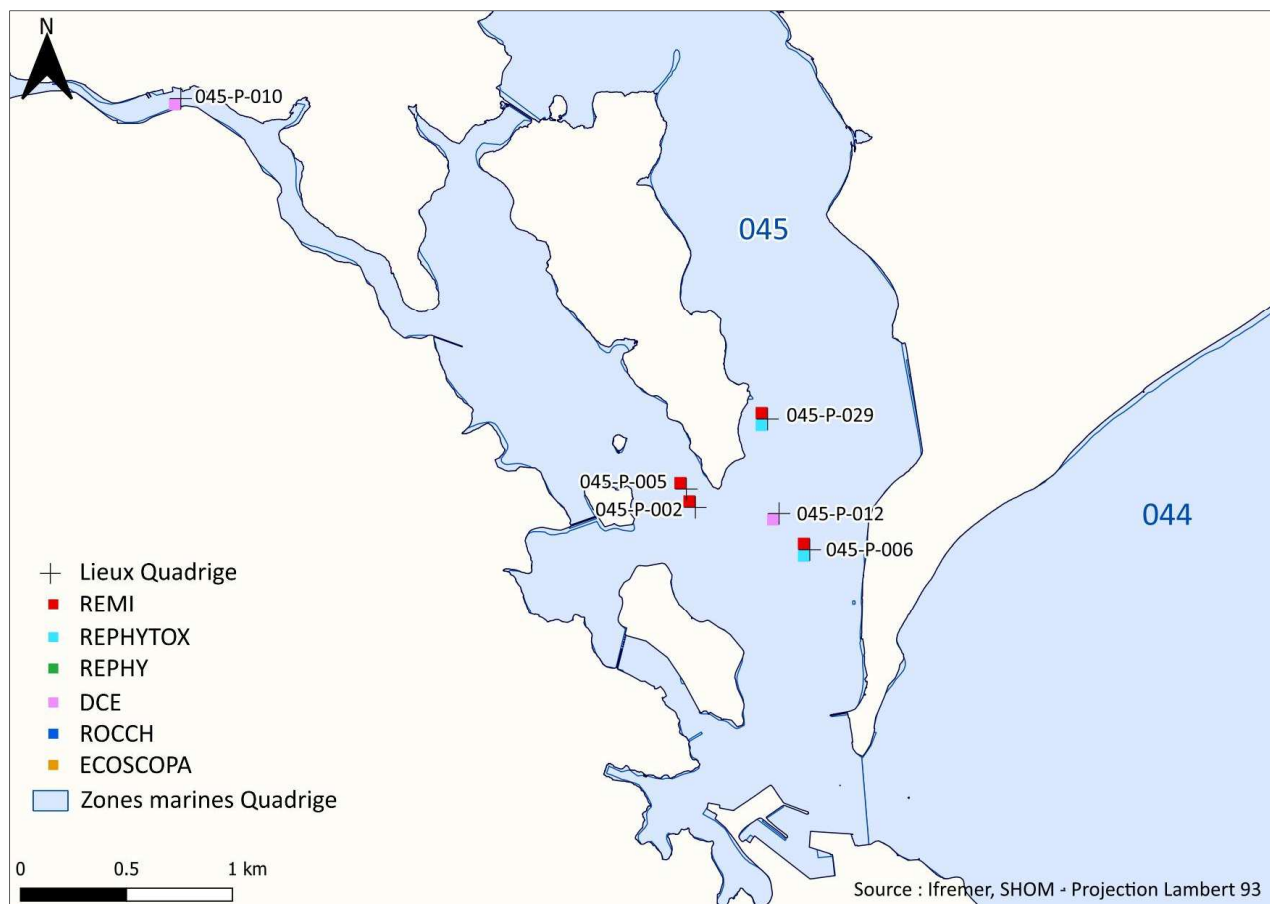 N
045-P-010
045
045-P-029
045-P-005
045-P-002
045-P-012
044
045-P-006
Lieux Quadrige
REMI
REPHYTOX
REPHY
DCE
ROCCH
ECOSCOPA
Zones marines Quadrige
0 0.5 1 km
Source : Ifremer, SHOM - Projection Lambert 93